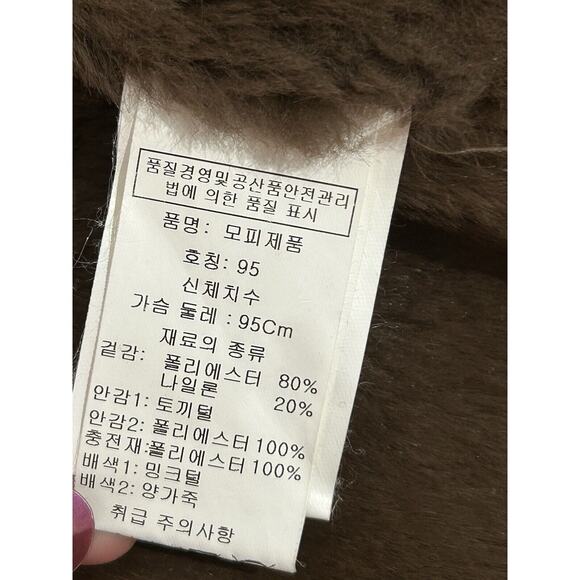 품질경영및공산품안전관리
법에 의한 품질 표시
품명: 모피제품
호칭: 95
신체치수
가슴 둘레 : 95Cm
재료의 종류
겉감: 폴리에스터 80%
나일론 20%
안감1: 토끼털
안감2: 폴리에스터 100%
충전재:폴리에스터 100%
배색1: 밍크털
배색2: 양가죽
취급 주의사항